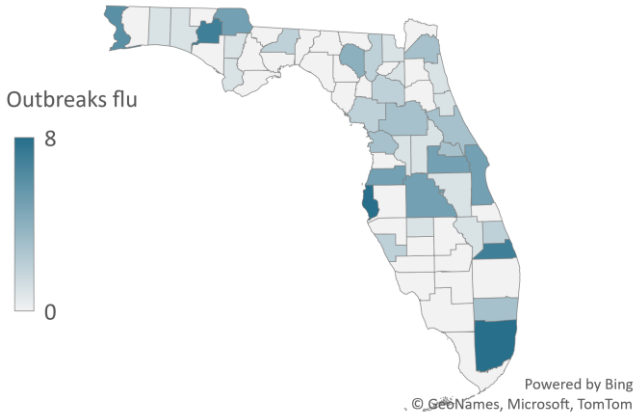 Outbreaks flu
8
0
Powered by Bing
© GeoNames, Microsoft, TomTom